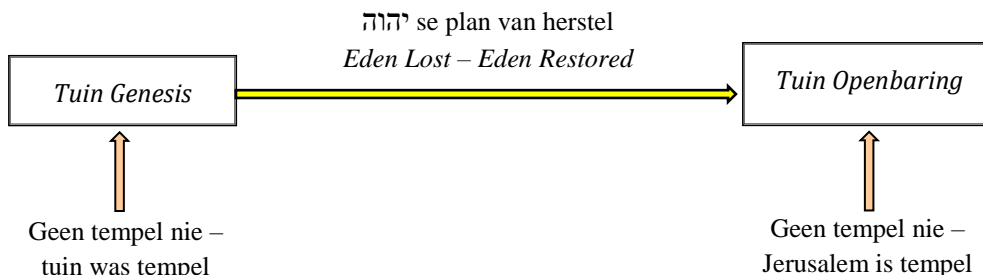 יהוה se plan van herstel
Eden Lost – Eden Restored
Tuin Genesis
Tuin Openbaring
Geen tempel nie –
tuin was tempel
Geen tempel nie –
Jerusalem is tempel